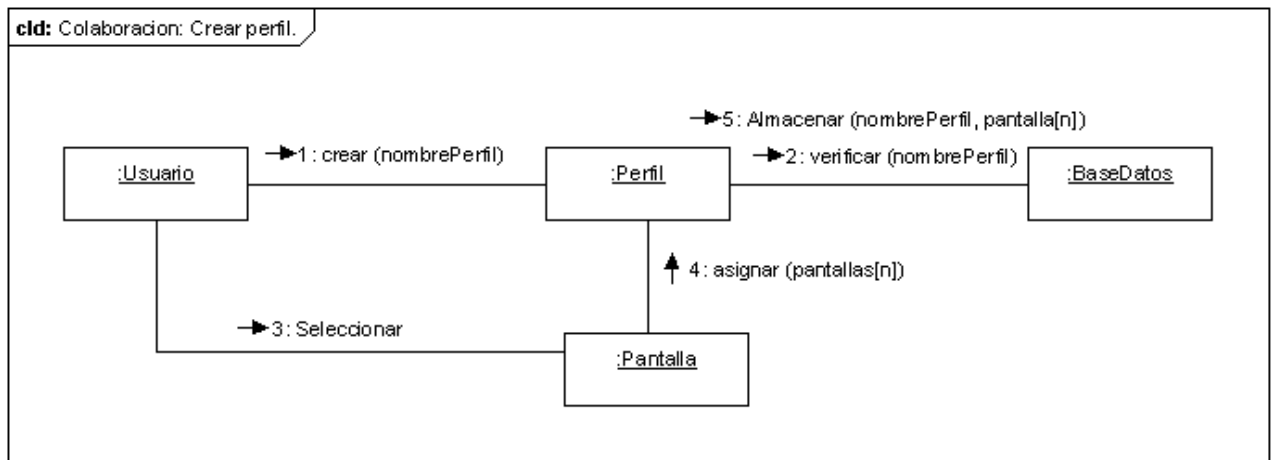 cld: Colaboracion: Crear perfil.
5: Almacenar (nombrePerfil, pantalla[n])
1: crear (nombrePerfil)
2: verificar (nombrePerfil)
:Usuario
:Perfil
:BaseDatos
4: asignar (pantallas[n])
3: Seleccionar
:Pantalla